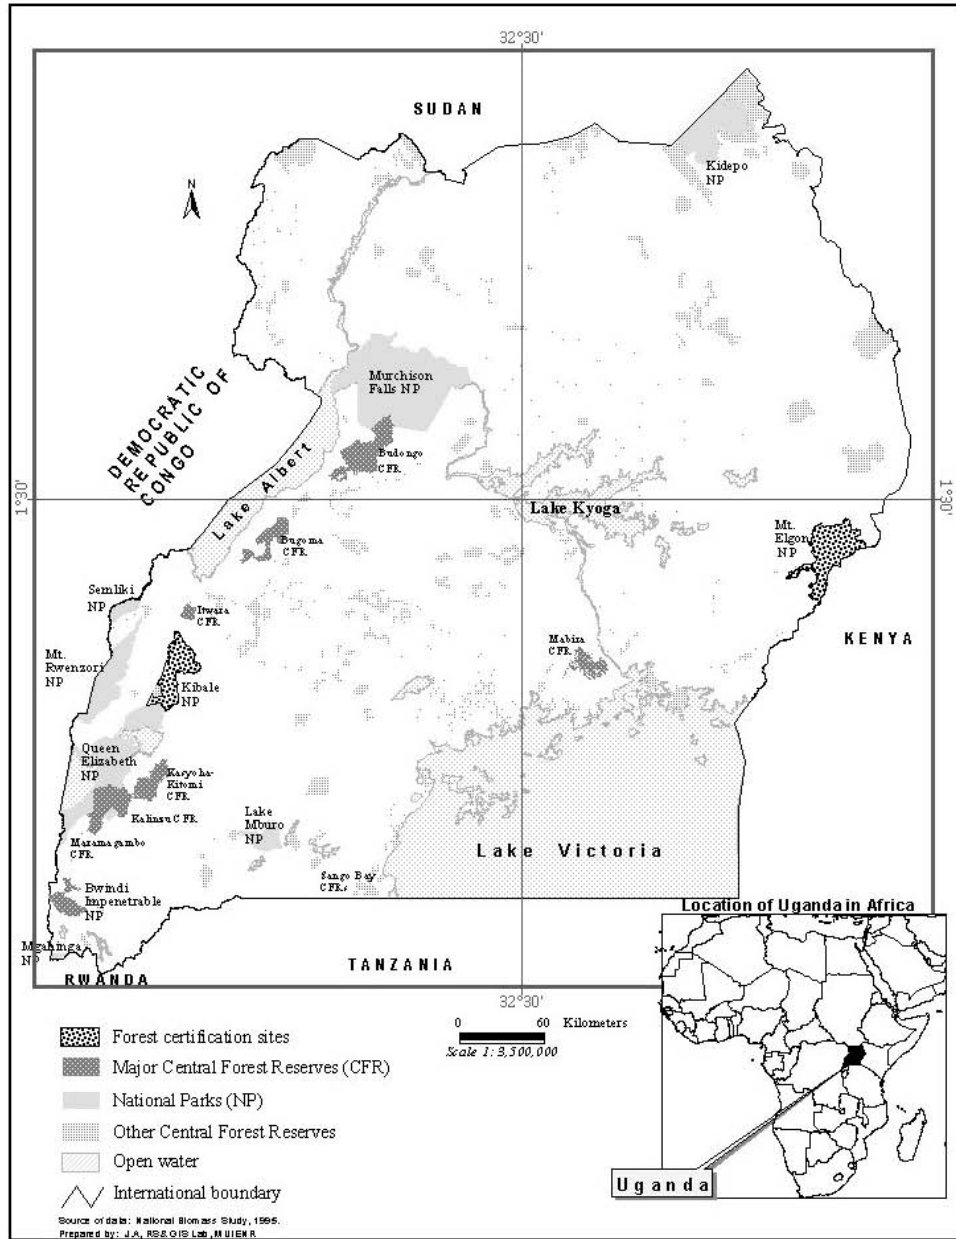 32°30'
SUDAN
N
Kidepo
NP
DEMOCRATIC
REPUBLIC OF
CONGO
Murchison
Falls NP
Budongo
CFR
Lake Albert
1°30'
1°30'
Lake Kyoga
Bugoma
CFR
Mt.
Elgon
NP
Semliki
NP
Itwara
CFR
Mt.
Rwenzori
NP
Mabira
CFR
KENYA
Kibale
NP
Queen
Elizabeth
NP
Kasyoha-
Kitomi
CFR
Kalinsu CFR
Maramagambo
CFR
Lake
Mburo
NP
Lake Victoria
Sango Bay
CFRs
Bwindi
Impenetrable
NP
Mgahinga
NP
RWANDA
TANZANIA
32°30'
Location of Uganda in Africa
Uganda
0 60 Kilometers
Scale 1: 3,500,000
Forest certification sites
Major Central Forest Reserves (CFR)
National Parks (NP)
Other Central Forest Reserves
Open water
International boundary
Source of data: National Biomass Study, 1995.
Prepared by: J.A, RS&GIS Lab, MUIENR